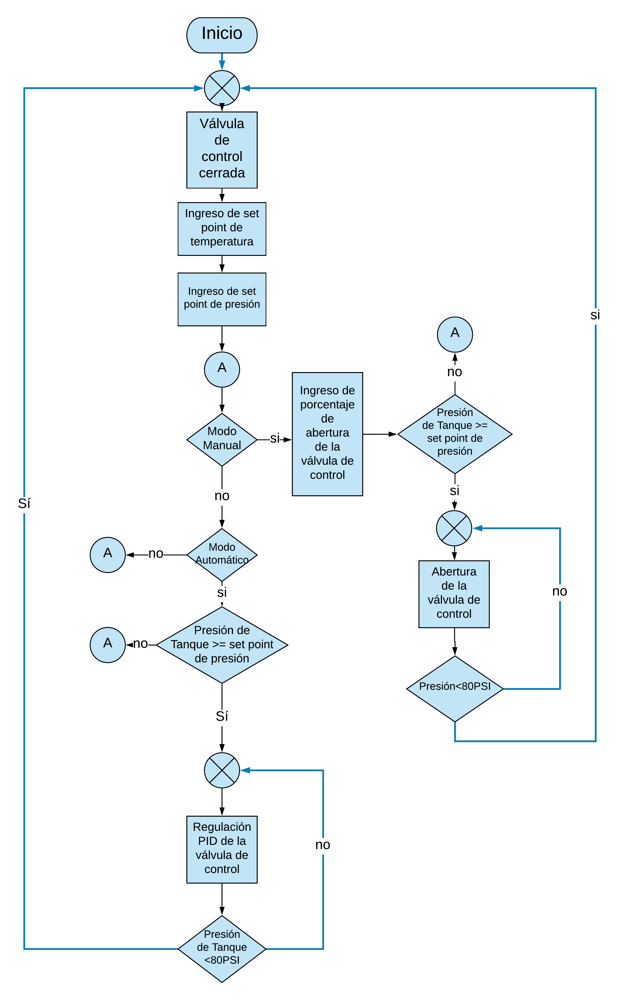 Inicio
Válvula
de
control
cerrada
Ingreso de set
point de
temperatura
Ingreso de set
point de presión
A
Modo
Manual
si
Ingreso de
porcentaje
de
abertura
de la
válvula de
control
Presión
de Tanque >=
set point de
presión
no
A
si
Abertura
de la
válvula de
control
Presión<80PSI
no
si
no
Modo
Automático
no
A
si
Presión de
Tanque >= set point
de presión
no
A
Sí
Regulación
PID de la
válvula de
control
Presión
de Tanque
<80PSI
no
Sí